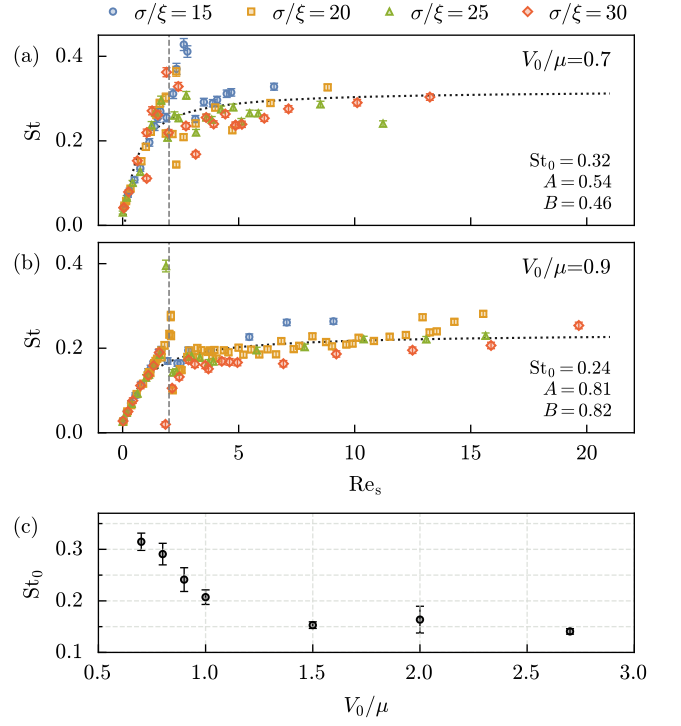 σ/ξ = 15 σ/ξ = 20 σ/ξ = 25 σ/ξ = 30
(a)
V₀/μ=0.7
0.4
0.2
0.0
St
St₀ = 0.32
A = 0.54
B = 0.46
(b)
V₀/μ=0.9
0.4
0.2
0.0
St
St₀ = 0.24
A = 0.81
B = 0.82
0 5 10 15 20
Reₛ
(c)
0.3
0.2
0.1
St₀
0.5 1.0 1.5 2.0 2.5 3.0
V₀/μ